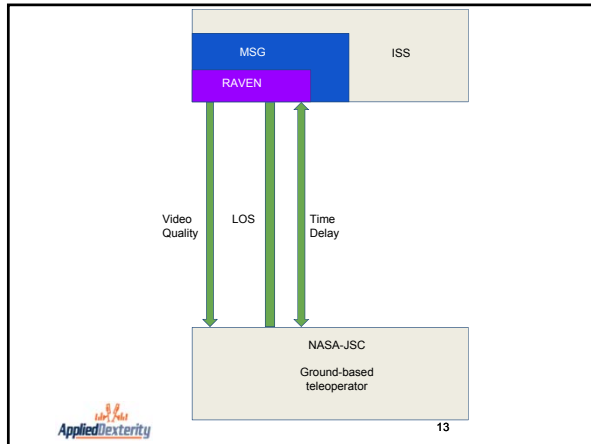 MSG
ISS
RAVEN
Video
Quality
LOS
Time
Delay
NASA-JSC
Ground-based
teleoperator
AppliedDexterity
13